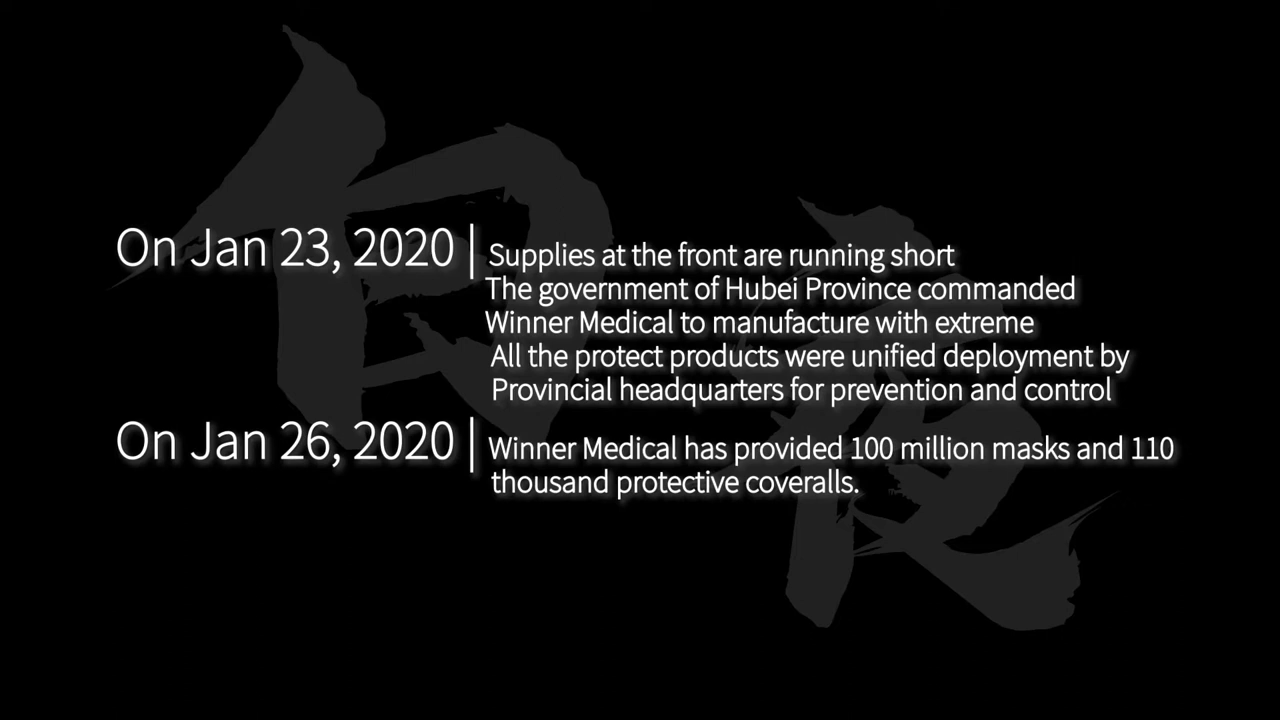 白夜
On Jan 23, 2020 | Supplies at the front are running short
The government of Hubei Province commanded
Winner Medical to manufacture with extreme
All the protect products were unified deployment by
Provincial headquarters for prevention and control
On Jan 26, 2020 | Winner Medical has provided 100 million masks and 110
thousand protective coveralls.